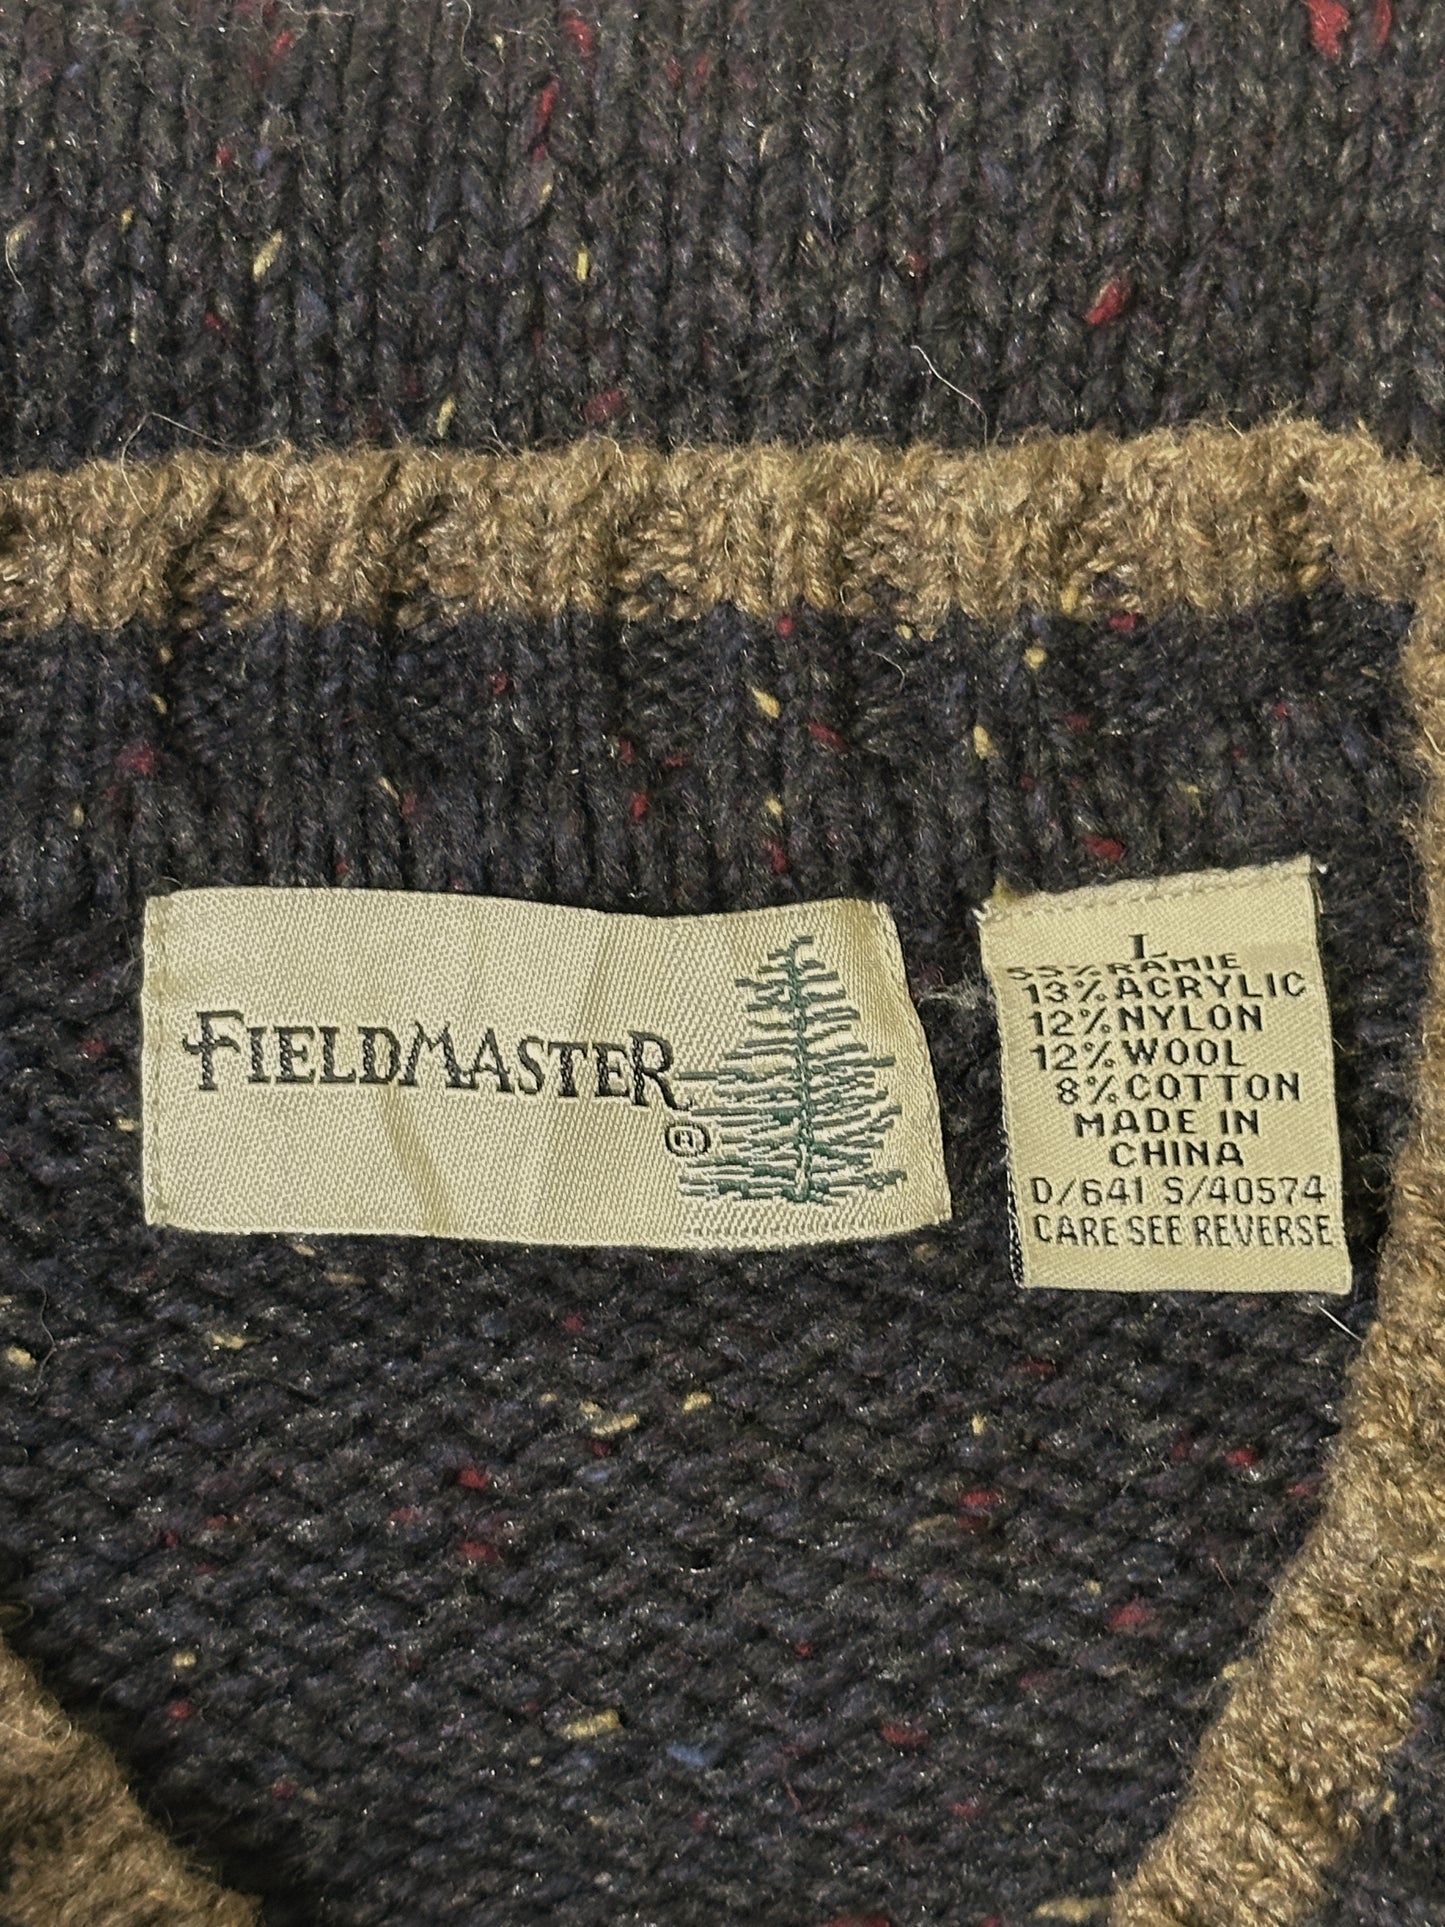 FIELDMASTER
®
L
55% RAMIE
13% ACRYLIC
12% NYLON
12% WOOL
8% COTTON
MADE IN
CHINA
D/641 S/40574
CARE SEE REVERSE